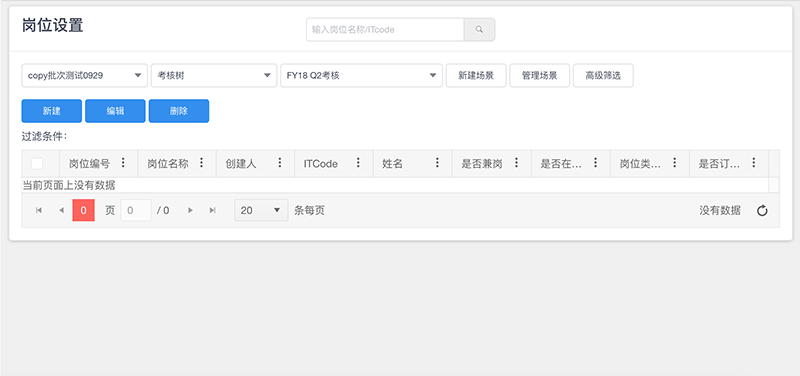 岗位设置
输入岗位名称/ITcode
copy批次测试0929 考核树 FY18 Q2考核 新建场景 管理场景 高级筛选
新建 编辑 删除
过滤条件：
岗位编号 岗位名称 创建人 ITCode 姓名 是否兼岗 是否在... 岗位类... 是否订...
当前页面上没有数据
0 页 0 / 0 20 条每页 没有数据